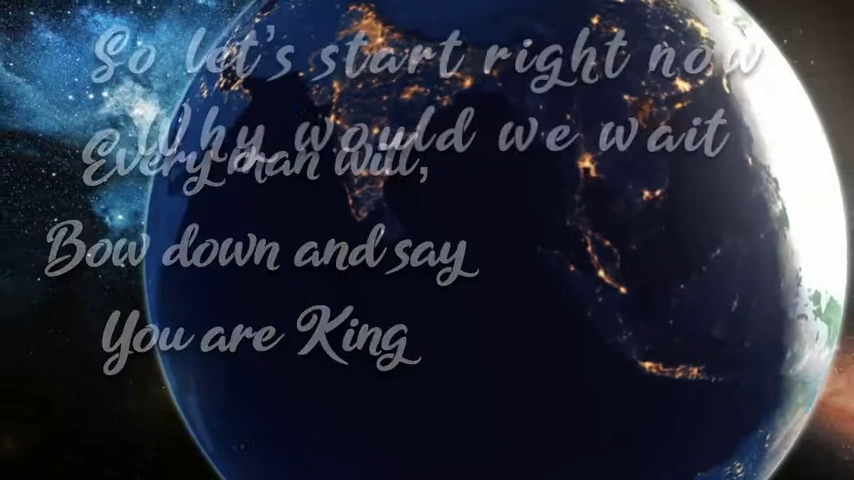 So let's start right now
Why would we wait
Every man will,
Bow down and say
You are King